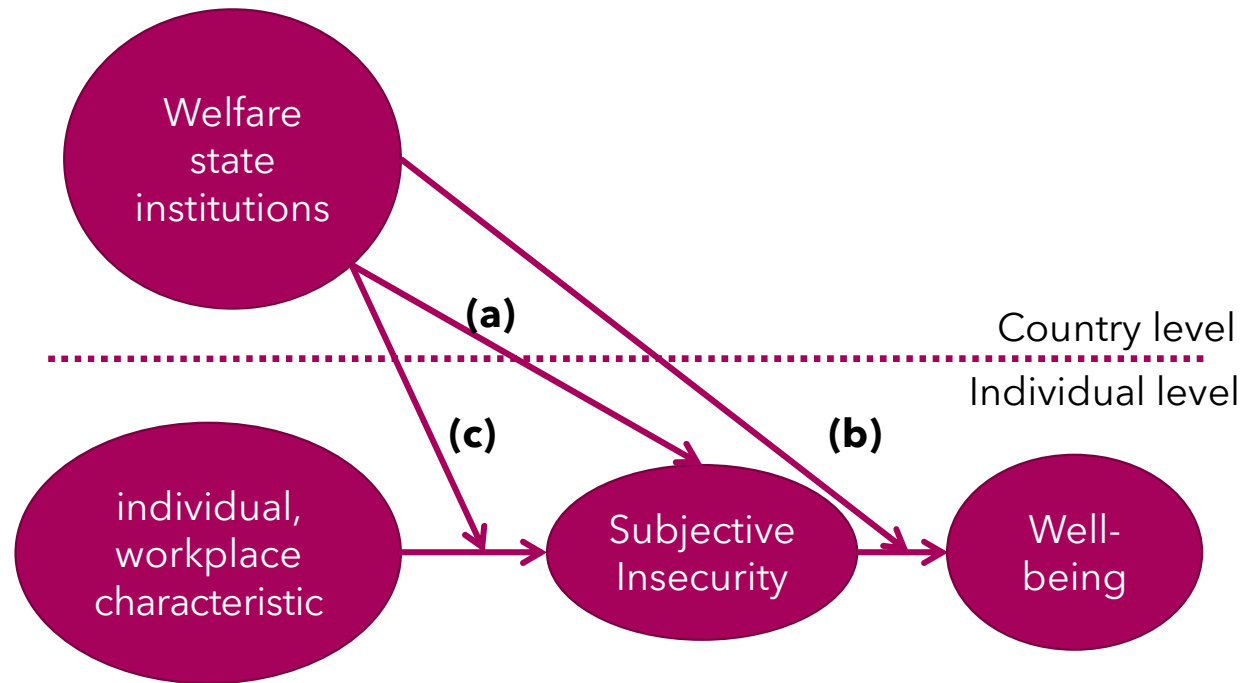 Welfare
state
institutions
(a)
Country level
Individual level
(c)
(b)
individual,
workplace
characteristic
Subjective
Insecurity
Well-
being